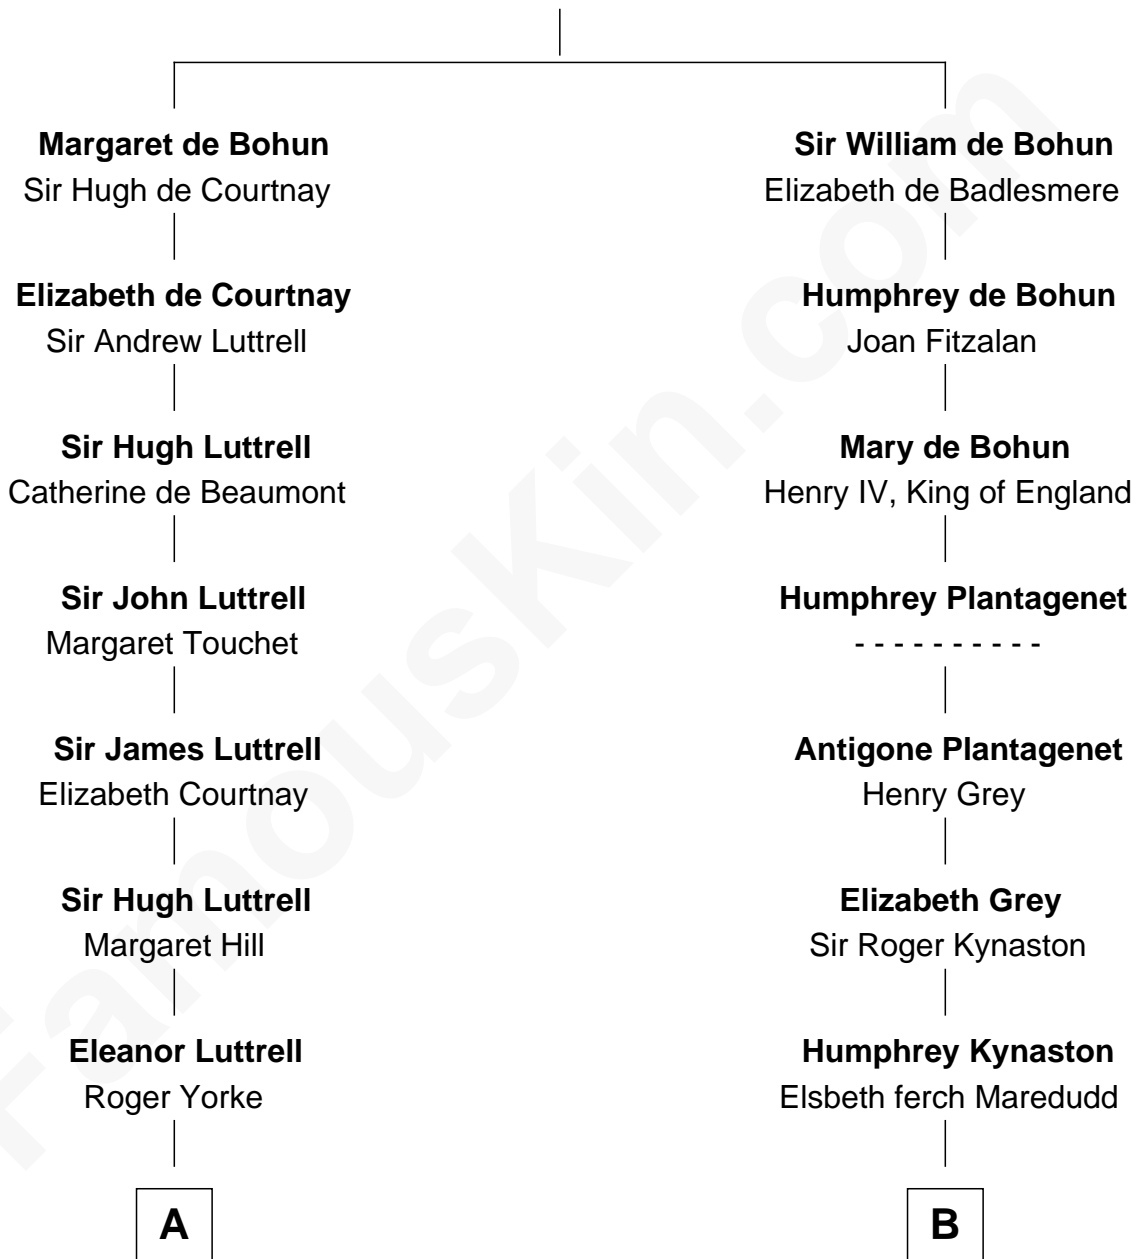 Margaret de Bohun
Sir Hugh de Courtnay
Elizabeth de Courtnay
Sir Andrew Luttrell
Sir Hugh Luttrell
Catherine de Beaumont
Sir John Luttrell
Margaret Touchet
Sir James Luttrell
Elizabeth Courtnay
Sir Hugh Luttrell
Margaret Hill
Eleanor Luttrell
Roger Yorke
A
Sir William de Bohun
Elizabeth de Badlesmere
Humphrey de Bohun
Joan Fitzalan
Mary de Bohun
Henry IV, King of England
Humphrey Plantagenet
- - - - - - - - - -
Antigone Plantagenet
Henry Grey
Elizabeth Grey
Sir Roger Kynaston
Humphrey Kynaston
Elsbeth ferch Maredudd
B
FamousKin.com